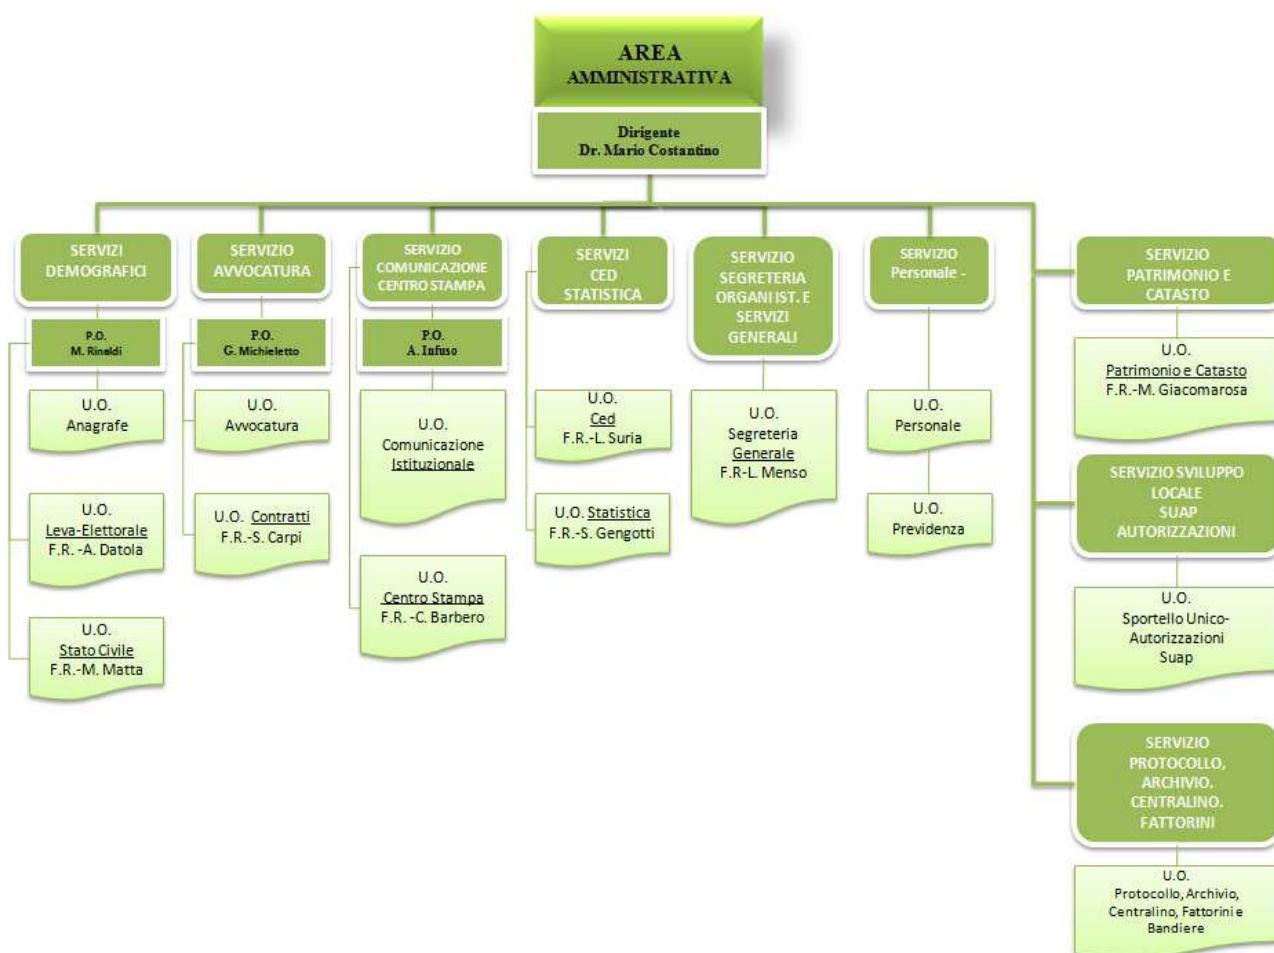 AREA
AMMINISTRATIVA
Dirigente
Dr. Mario Costantino
SERVIZI
DEMOGRAFICI
P.O.
M. Rinaldi
U.O.
Anagrafe
U.O.
Leva-Elettorale
F.R. -A. Datola
U.O.
Stato Civile
F.R.-M. Matta
SERVIZIO
AVVOCATURA
P.O.
G. Michieletto
U.O.
Avvocatura
U.O. Contratti
F.R.-S. Carpi
SERVIZIO
COMUNICAZIONE
CENTRO STAMPA
P.O.
A. Infuso
U.O.
Comunicazione
Istituzionale
U.O.
Centro Stampa
F.R. -C. Barbero
SERVIZI
CED
STATISTICA
U.O.
Ced
F.R.-L. Suria
U.O. Statistica
F.R.-S. Gengotti
SERVIZIO
SEGRETERIA
ORGANI IST. E
SERVIZI
GENERALI
U.O.
Segreteria
Generale
F.R-L. Menso
SERVIZIO
Personale -
U.O.
Personale
U.O.
Previdenza
SERVIZIO
PATRIMONIO E
CATASTO
U.O.
Patrimonio e Catasto
F.R.-M. Giacomarosa
SERVIZIO SVILUPPO
LOCALE
SUAP
AUTORIZZAZIONI
U.O.
Sportello Unico-
Autorizzazioni
Suap
SERVIZIO
PROTOCOLLO,
ARCHIVIO.
CENTRALINO.
FATTORINI
U.O.
Protocollo, Archivio,
Centralino, Fattorini e
Bandiere